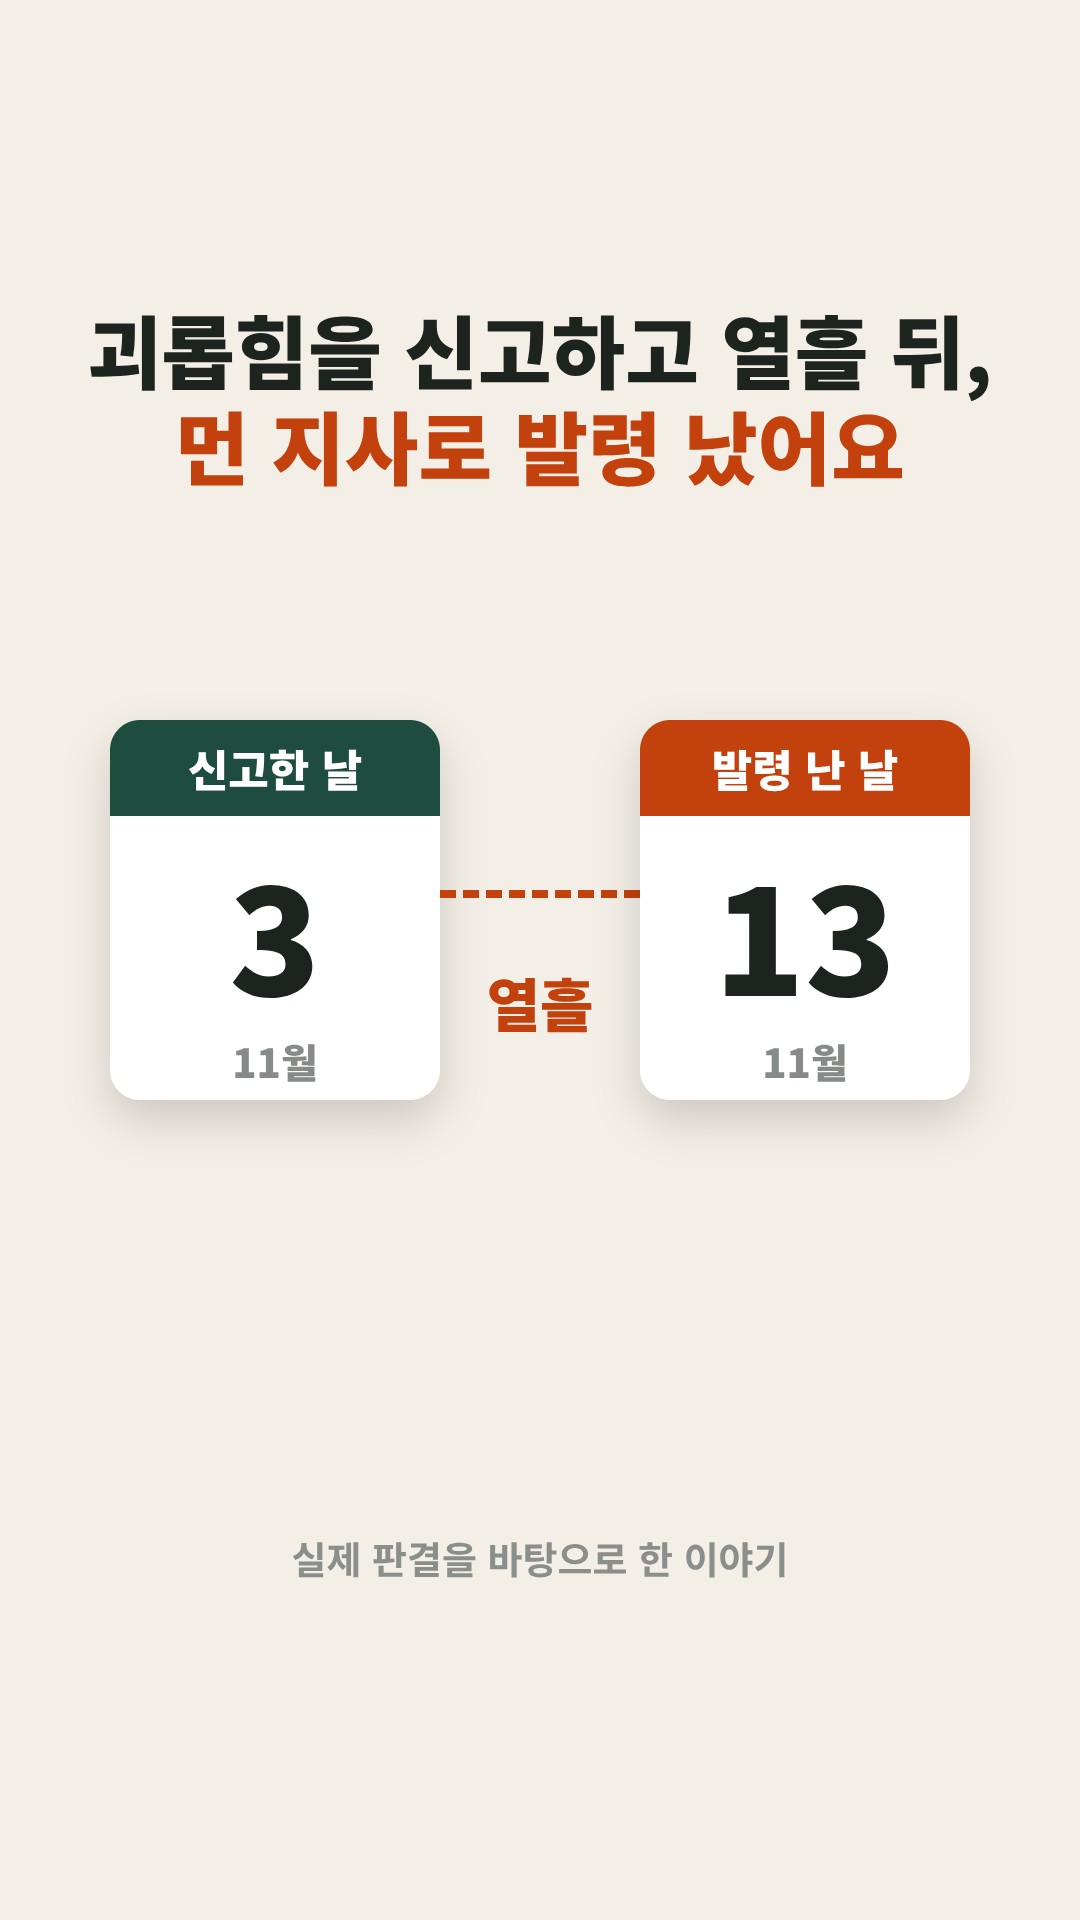 괴롭힘을 신고하고 열흘 뒤,
먼 지사로 발령 났어요
신고한 날
3
11월
열흘
발령 난 날
13
11월
실제 판결을 바탕으로 한 이야기